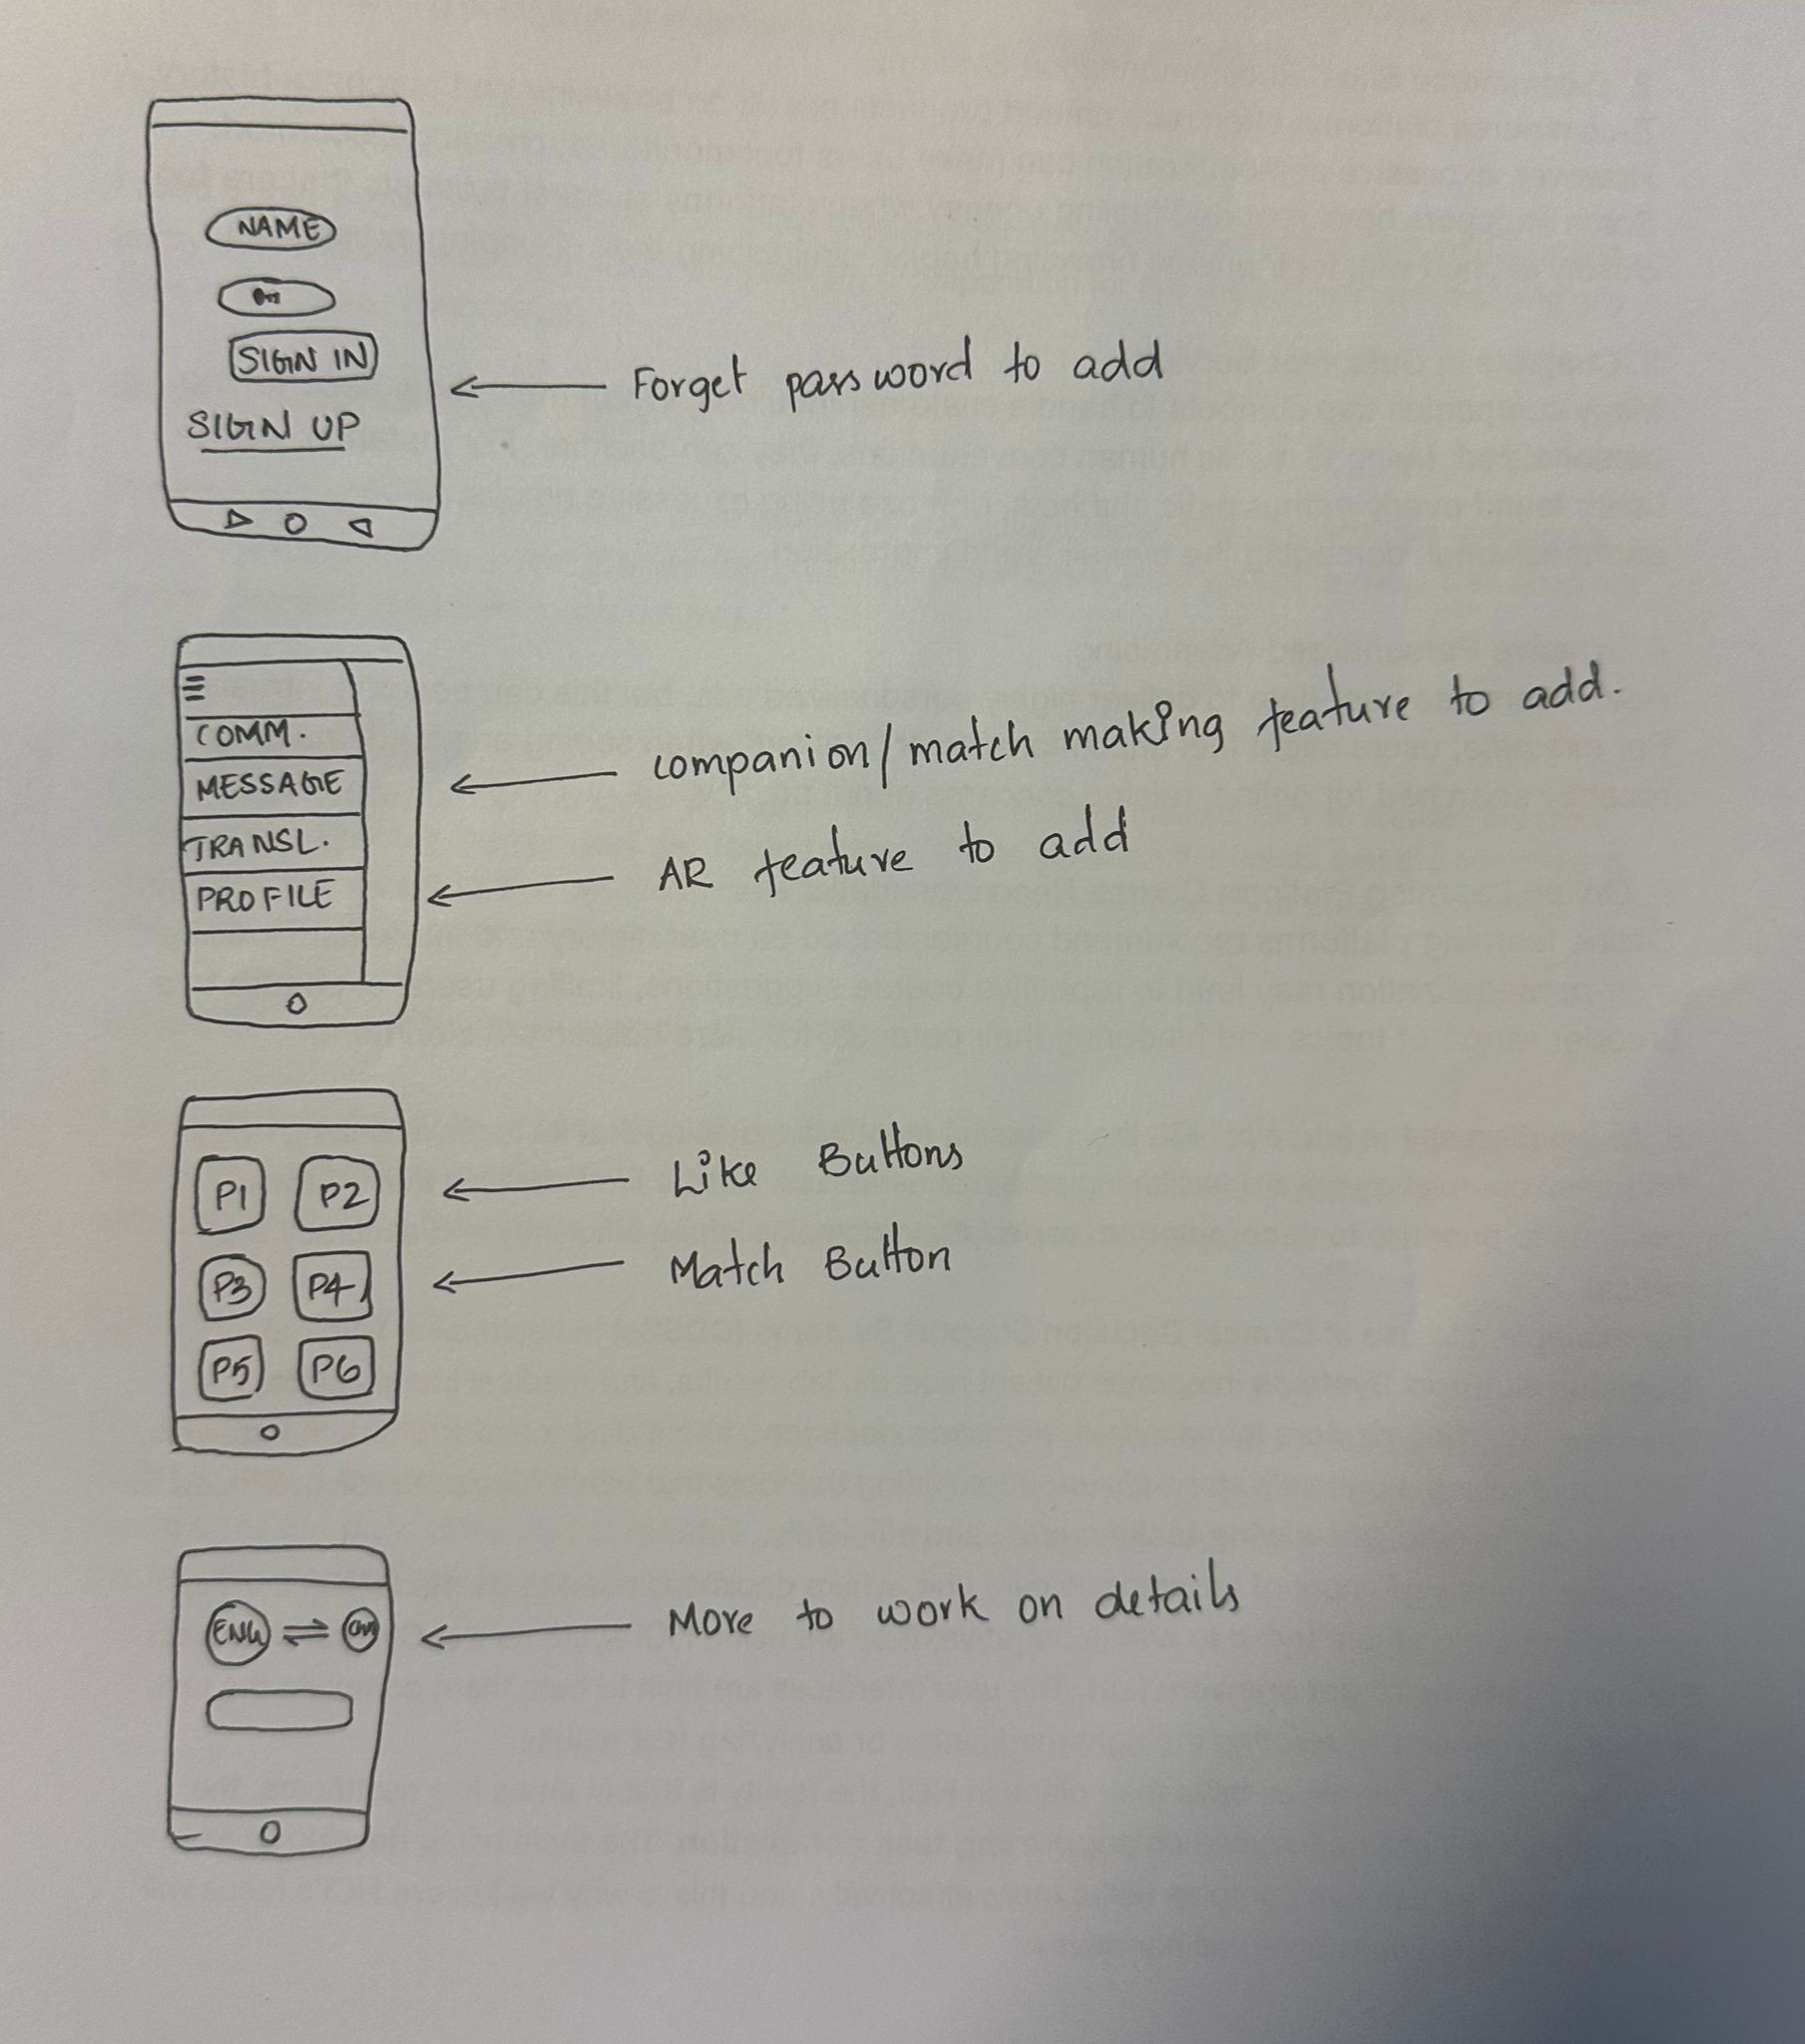 NAME
SIGN IN
Forget password to add
SIGN UP
COMM.
companion/match making feature to add.
MESSAGE
TRANSL.
AR feature to add
PROFILE
P1 P2
Like Buttons
P3 P4
Match Button
P5 P6
ENG
More to work on details